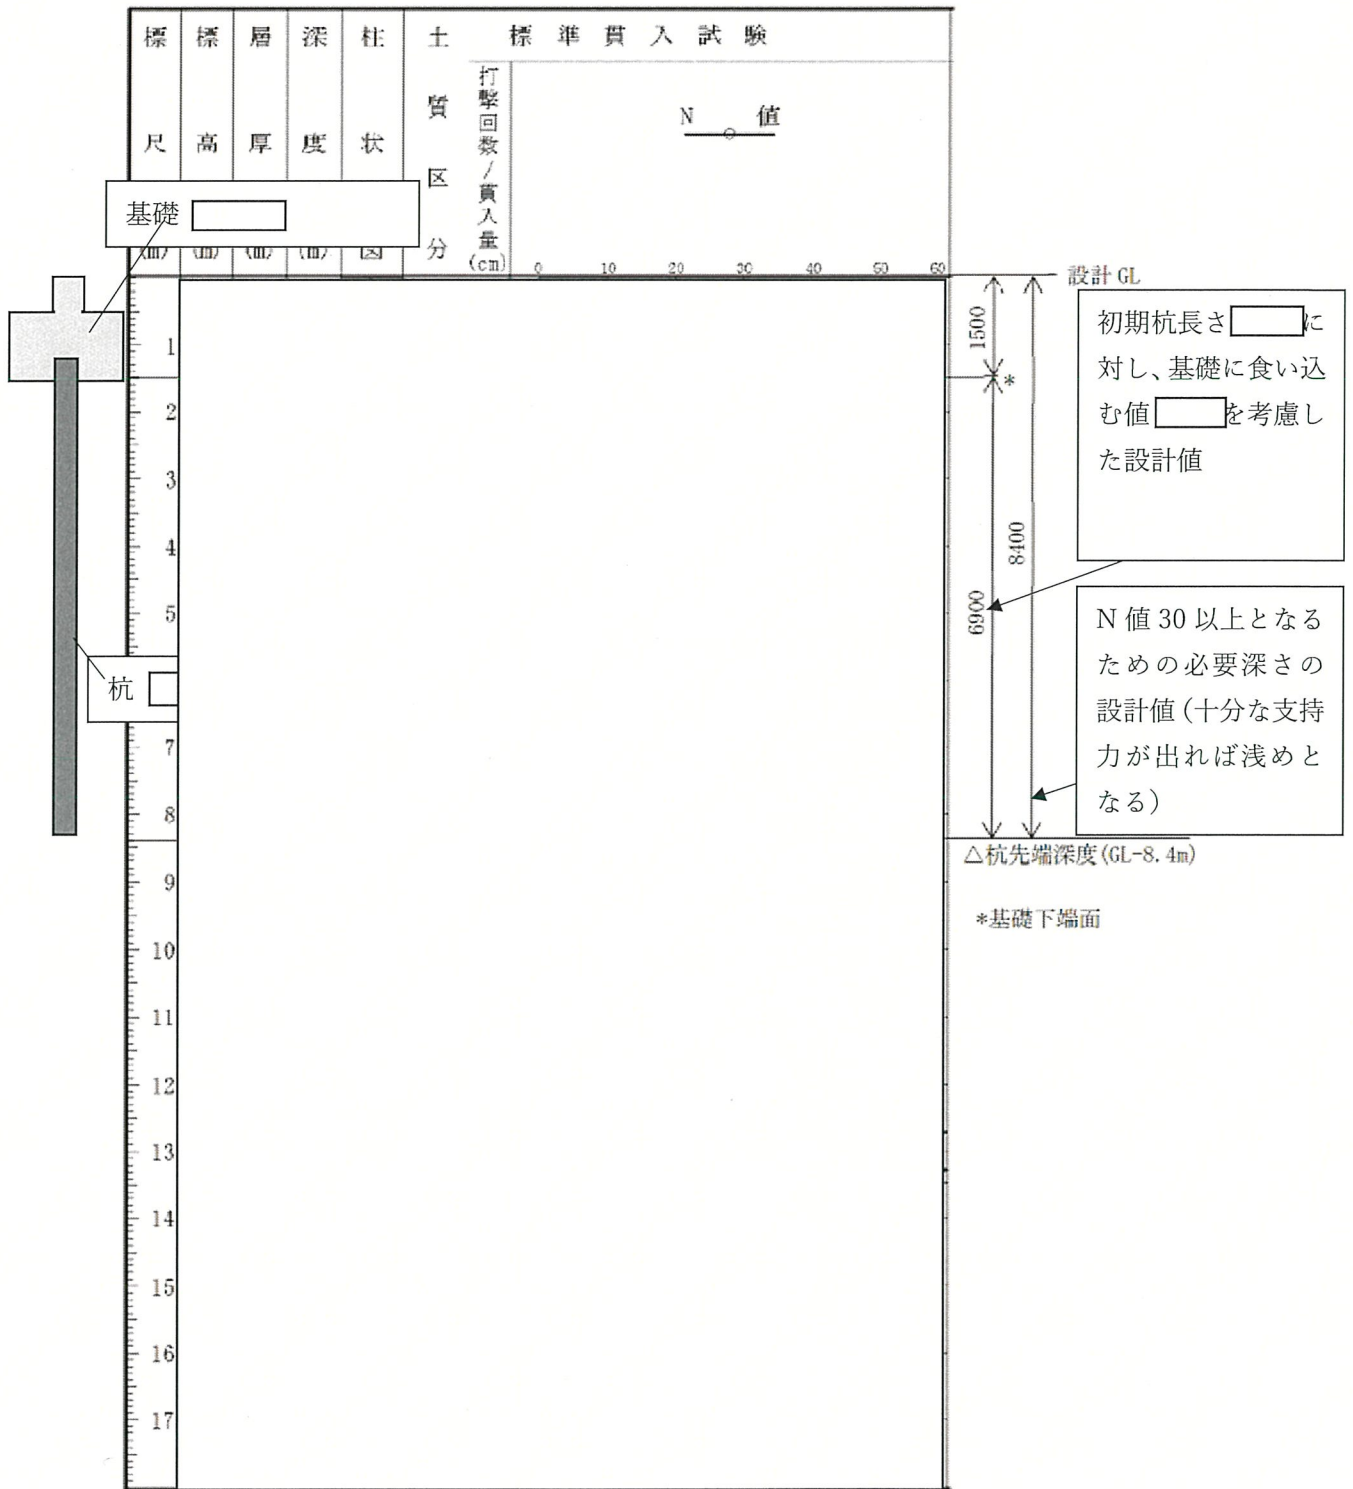 標尺(m)
標高(m)
層厚(m)
深度(m)
柱状図
土質区分
標準貫入試験
打撃回数/貫入量(cm)
N 値
0 10 20 30 40 50 60
基礎
設計 GL
1500
*
6900
8400
初期杭長さ に
対し、基礎に食い込
む値 を考慮し
た設計値
N 値 30 以上となる
ための必要深さの
設計値（十分な支持
力が出れば浅めと
なる）
杭
1
2
3
4
5
7
8
9
10
11
12
13
14
15
16
17
△杭先端深度(GL-8.4m)
*基礎下端面